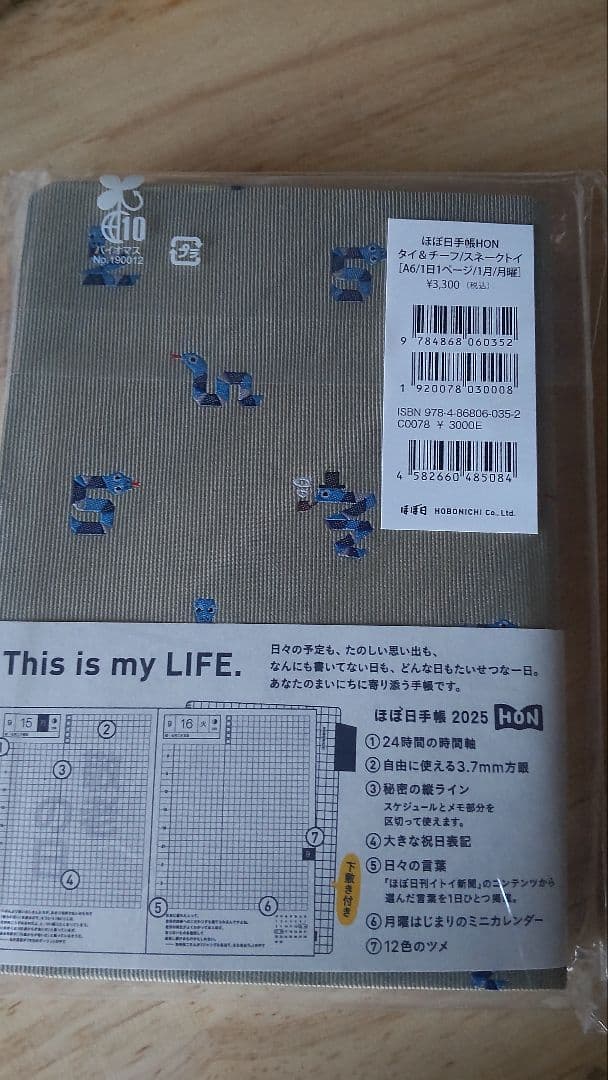 10
バイオマス
No.190012
プラ
ほぼ日手帳HON
タイ&チーフ/スネークトイ
[A6/1日1ページ/1月/月曜]
¥3,300 (税込)
9 784868 060352
1 920078 030008
ISBN 978-4-86806-035-2
C0078 ¥ 3000E
4 582660 485084
ほぼ日 HOBONICHI Co., Ltd.
This is my LIFE.
日々の予定も、たのしい思い出も、
なんにも書いてない日も、どんな日もたいせつな一日。
あなたのまいにちに寄り添う手帳です。
ほぼ日手帳 2025 HON
①24時間の時間軸
②自由に使える3.7mm方眼
③秘密の縦ライン
スケジュールとメモ部分を
区切って使えます。
④大きな祝日表記
⑤日々の言葉
「ほぼ日刊イトイ新聞」のコンテンツから
選んだ言葉を1日ひとつ掲載。
⑥月曜はじまりのミニカレンダー
⑦12色のツメ
下敷き付き
9 15
②
③
④
9 16 火
⑤
⑥
⑦